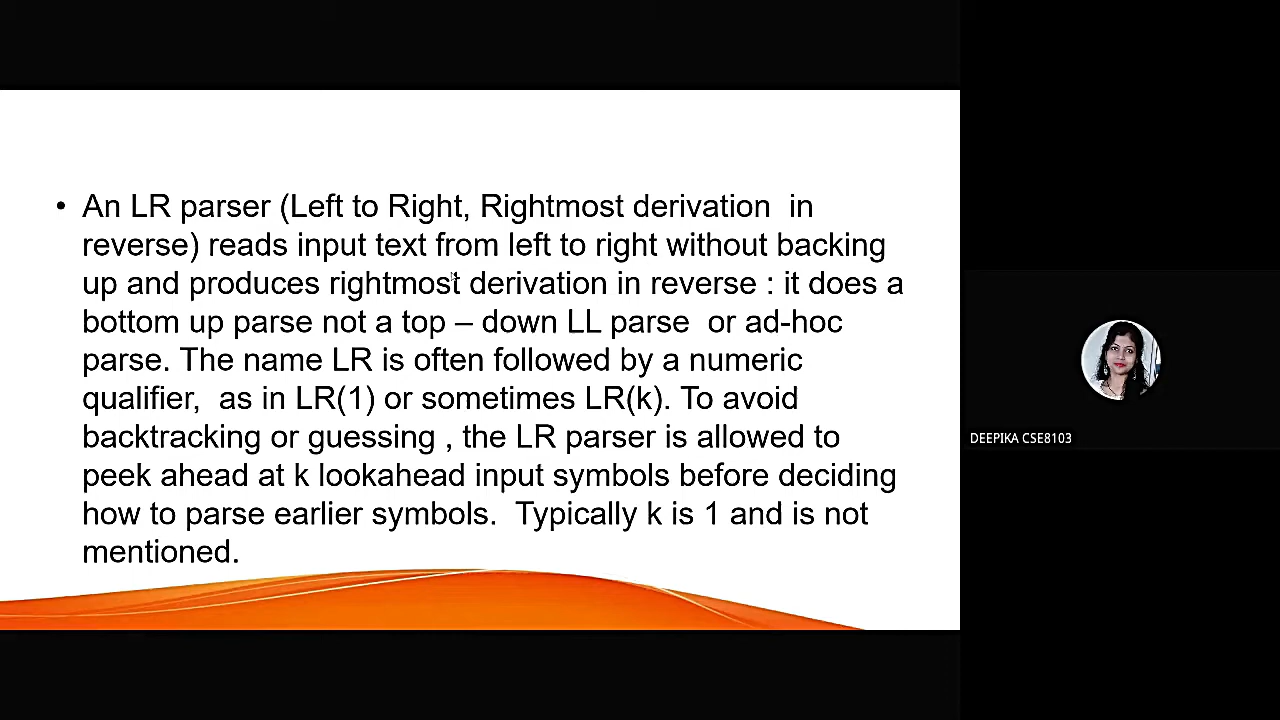 • An LR parser (Left to Right, Rightmost derivation in
reverse) reads input text from left to right without backing
up and produces rightmost derivation in reverse : it does a
bottom up parse not a top – down LL parse or ad-hoc
parse. The name LR is often followed by a numeric
qualifier, as in LR(1) or sometimes LR(k). To avoid
backtracking or guessing , the LR parser is allowed to
peek ahead at k lookahead input symbols before deciding
how to parse earlier symbols. Typically k is 1 and is not
mentioned.
DEEPIKA CSE8103